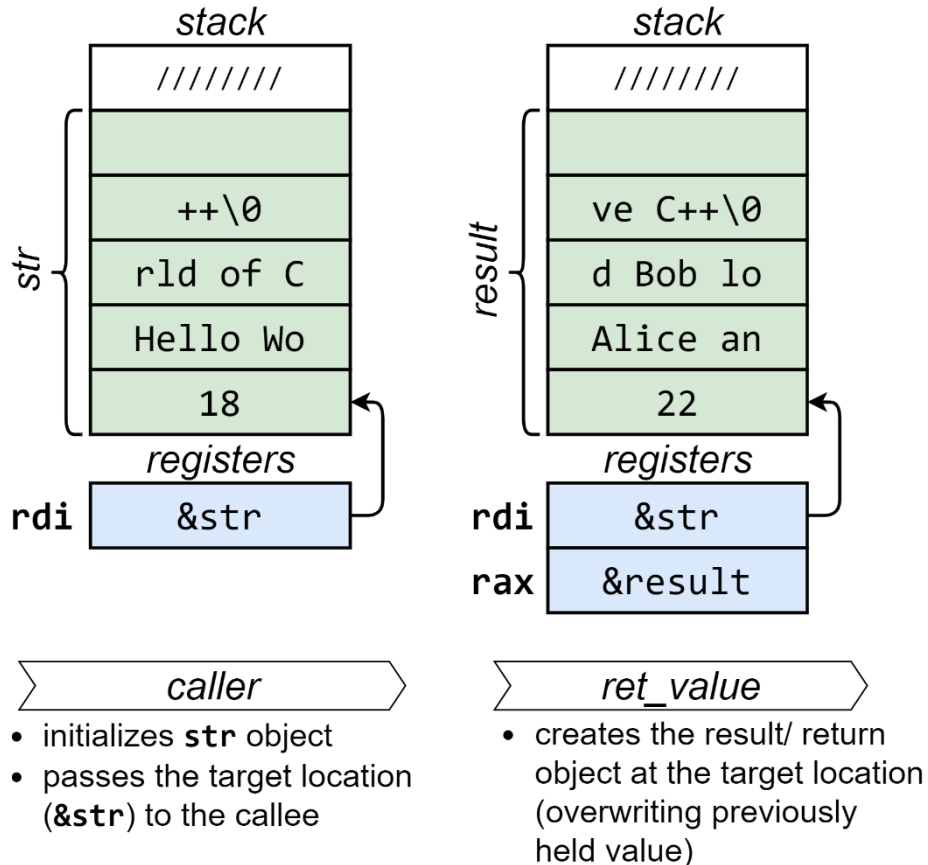 stack
////////
++\0
rld of C
Hello Wo
18
str
registers
rdi
&str
stack
////////
ve C++\0
d Bob lo
Alice an
22
result
registers
rdi
&str
rax
&result
caller
• initializes str object
• passes the target location
(&str) to the callee
ret_value
• creates the result/ return
object at the target location
(overwriting previously
held value)